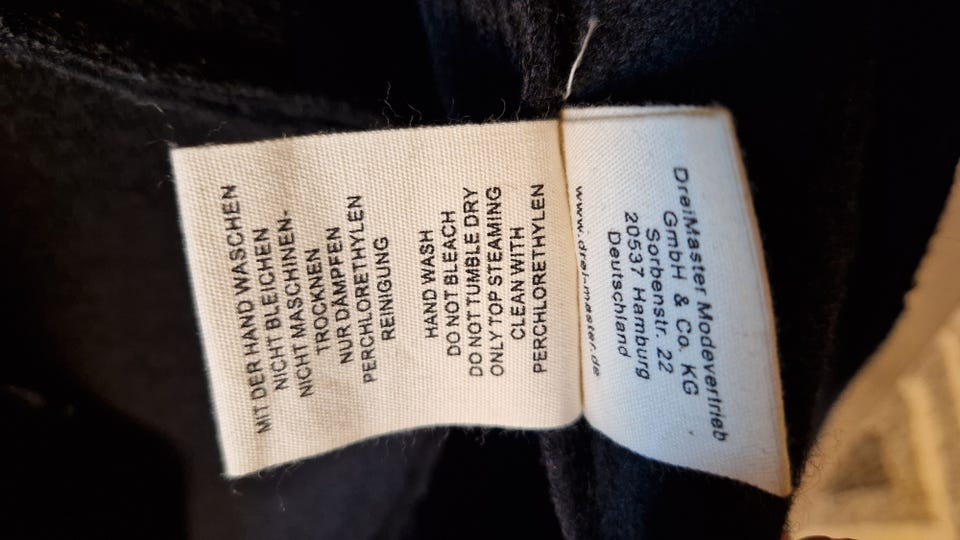 MIT DER HAND WASCHEN
NICHT BLEICHEN
NICHT MASCHINEN-
TROCKNEN
NUR DÄMPFEN
PERCHLORETHYLEN
REINIGUNG
HAND WASH
DO NOT BLEACH
DO NOT TUMBLE DRY
ONLY TOP STEAMING
CLEAN WITH
PERCHLORETHYLEN
DreiMaster Modevertrieb
GmbH & Co. KG
Sorbenstr. 22
20537 Hamburg
Deutschland
www.drei-master.de